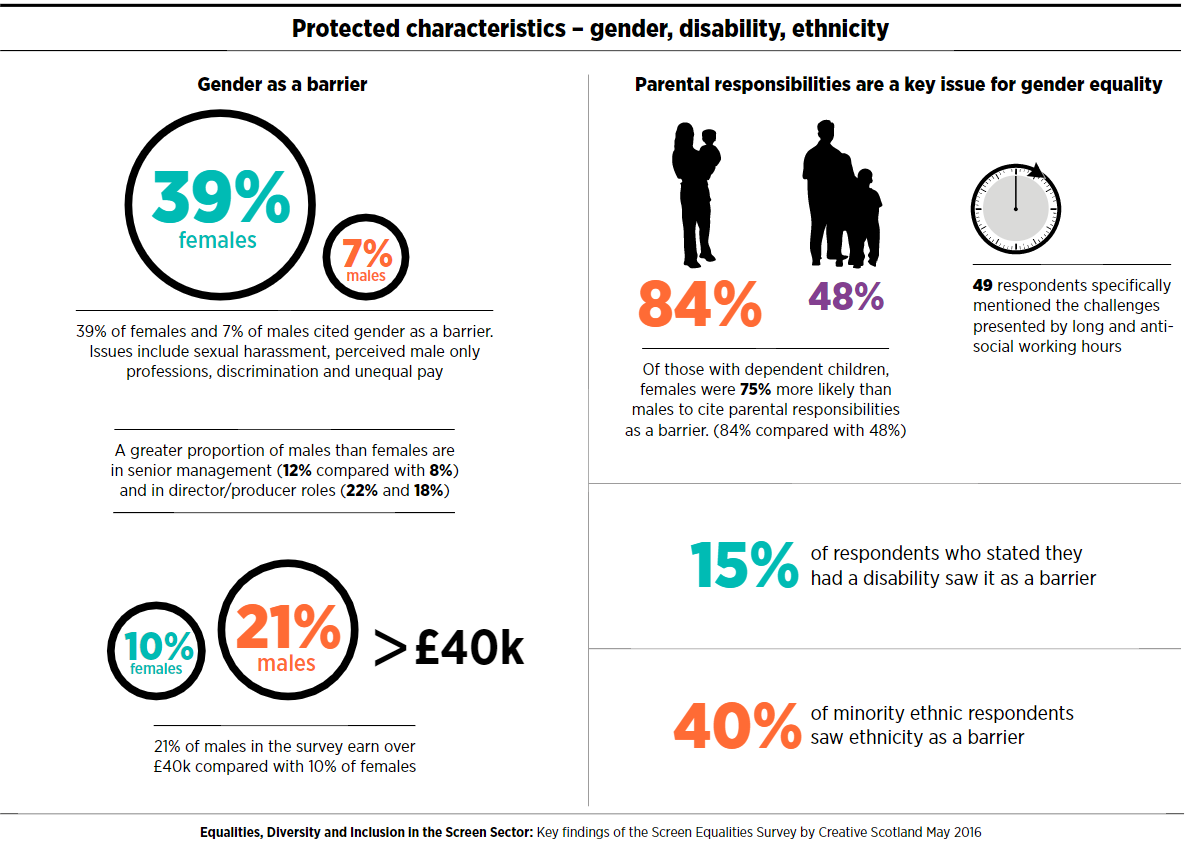 Protected characteristics – gender, disability, ethnicity
Gender as a barrier
39%
females
7%
males
39% of females and 7% of males cited gender as a barrier.
Issues include sexual harassment, perceived male only
professions, discrimination and unequal pay
A greater proportion of males than females are
in senior management (12% compared with 8%)
and in director/producer roles (22% and 18%)
10%
females
21%
males
>£40k
21% of males in the survey earn over
£40k compared with 10% of females
Parental responsibilities are a key issue for gender equality
84%
48%
Of those with dependent children,
females were 75% more likely than
males to cite parental responsibilities
as a barrier. (84% compared with 48%)
49 respondents specifically
mentioned the challenges
presented by long and anti-
social working hours
15%
of respondents who stated they
had a disability saw it as a barrier
40%
of minority ethnic respondents
saw ethnicity as a barrier
Equalities, Diversity and Inclusion in the Screen Sector: Key findings of the Screen Equalities Survey by Creative Scotland May 2016